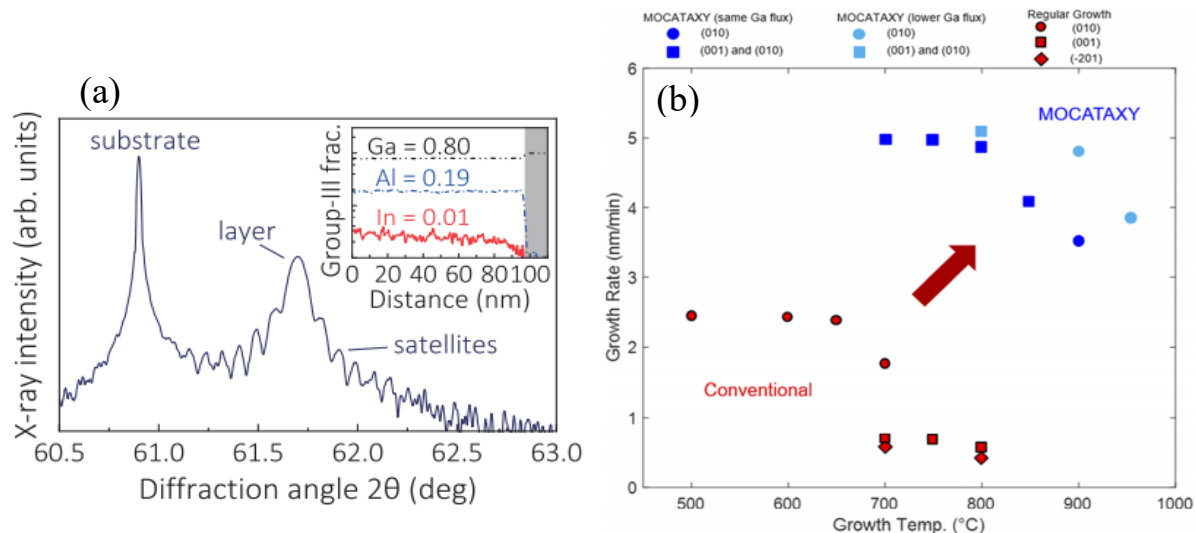 (a)
X-ray intensity (arb. units)
substrate
layer
satellites
Group-III frac.
Ga = 0.80
Al = 0.19
In = 0.01
0 20 40 60 80 100
Distance (nm)
60.5 61.0 61.5 62.0 62.5 63.0
Diffraction angle 2θ (deg)
MOCATAXY (same Ga flux)
(010)
(001) and (010)
MOCATAXY (lower Ga flux)
(010)
(001) and (010)
Regular Growth
(010)
(001)
(-201)
(b)
MOCATAXY
Conventional
Growth Rate (nm/min)
6
5
4
3
2
1
0
500 600 700 800 900 1000
Growth Temp. (°C)